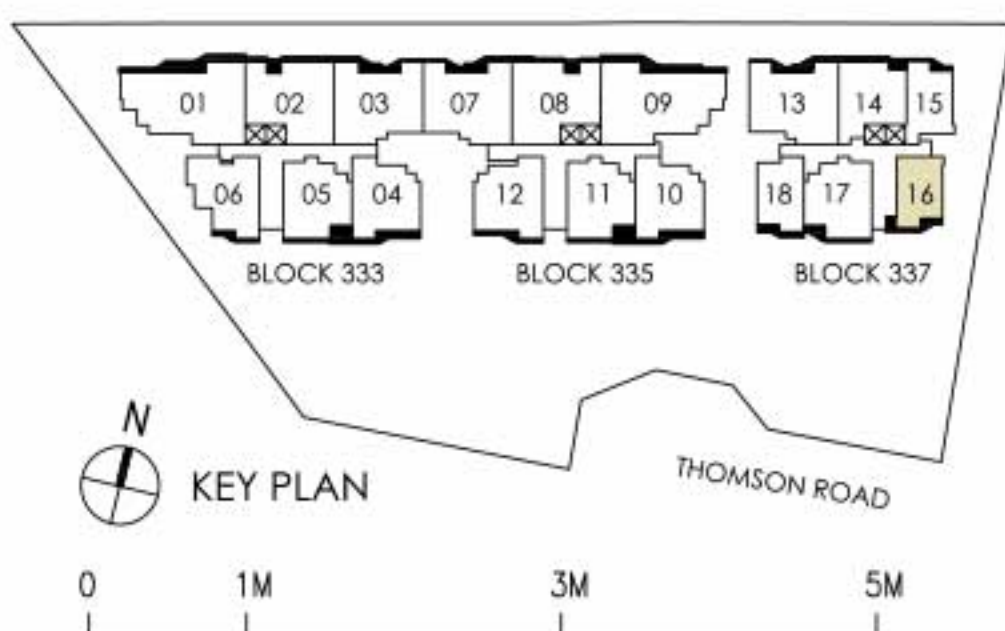 01 02 03 07 08 09 13 14 15
06 05 04 12 11 10 18 17 16
BLOCK 333 BLOCK 335 BLOCK 337
N
KEY PLAN
THOMSON ROAD
0 1M 3M 5M